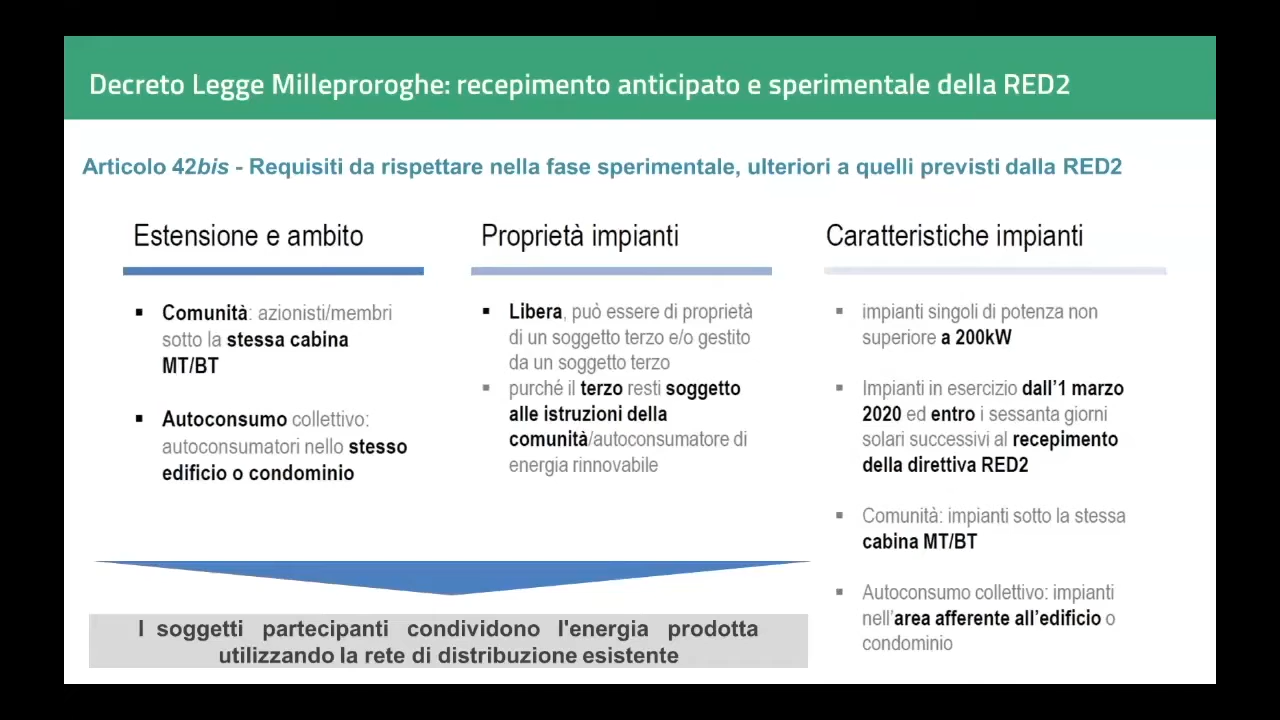 Decreto Legge Milleproroghe: recepimento anticipato e sperimentale della RED2
Articolo 42bis - Requisiti da rispettare nella fase sperimentale, ulteriori a quelli previsti dalla RED2
Estensione e ambito
▪ Comunità: azionisti/membri
sotto la stessa cabina
MT/BT
▪ Autoconsumo collettivo:
autoconsumatori nello stesso
edificio o condominio
Proprietà impianti
▪ Libera, può essere di proprietà
di un soggetto terzo e/o gestito
da un soggetto terzo
▪ purché il terzo resti soggetto
alle istruzioni della
comunità/autoconsumatore di
energia rinnovabile
Caratteristiche impianti
▪ impianti singoli di potenza non
superiore a 200kW
▪ Impianti in esercizio dall'1 marzo
2020 ed entro i sessanta giorni
solari successivi al recepimento
della direttiva RED2
▪ Comunità: impianti sotto la stessa
cabina MT/BT
▪ Autoconsumo collettivo: impianti
nell'area afferente all'edificio o
condominio
I soggetti partecipanti condividono l'energia prodotta
utilizzando la rete di distribuzione esistente